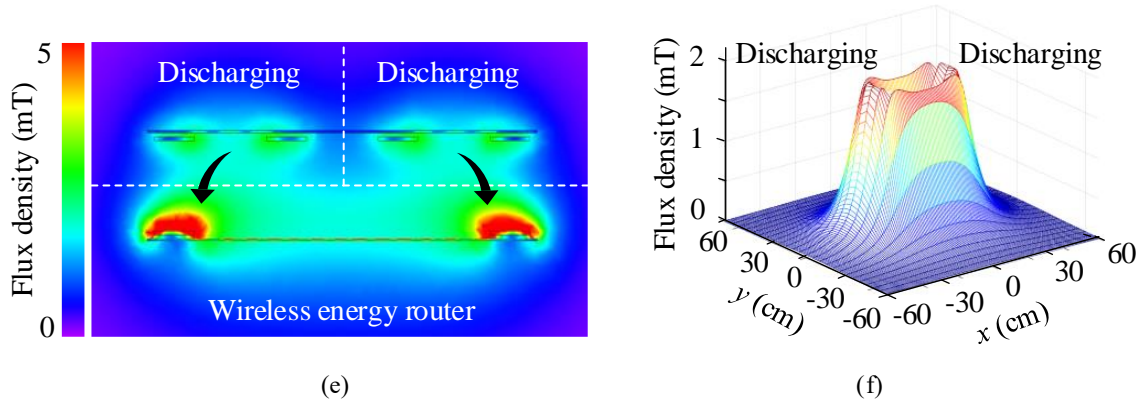 Flux density (mT)
5
0
Discharging
Discharging
Wireless energy router
(e)
Flux density (mT)
2
1
0
Discharging
Discharging
60
30
0
-30
-60
y (cm)
-60
-30
0
30
60
x (cm)
(f)